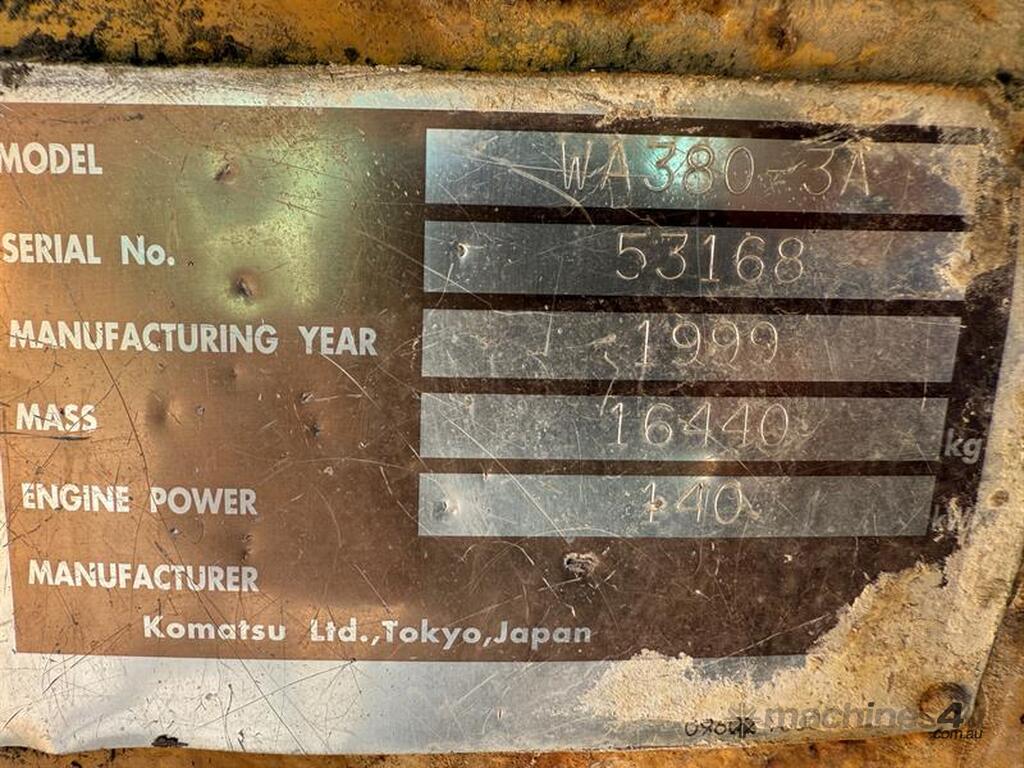 MODEL WA380-3A
SERIAL No. 53168
MANUFACTURING YEAR 1999
MASS 16440 kg
ENGINE POWER 140 kW
MANUFACTURER
Komatsu Ltd.,Tokyo,Japan
machines4u
.com.au